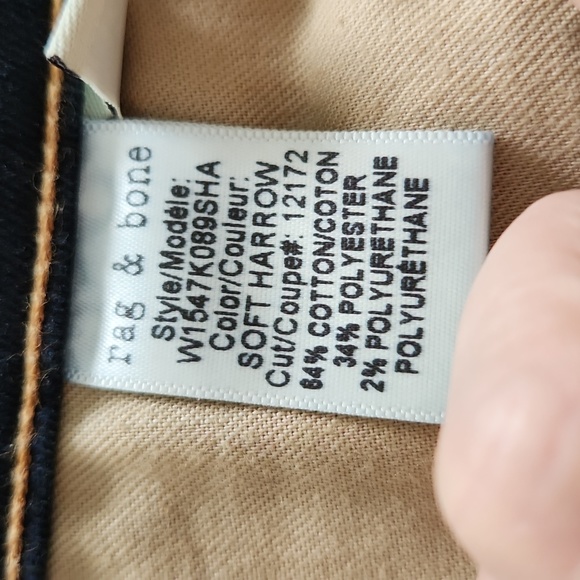 rag & bone
Style/Modèle:
W1547K089SHA
Color/Couleur:
SOFT HARROW
Cut/Coupe#: 12172
64% COTTON/COTON
34% POLYESTER
2% POLYURETHANE
POLYURÉTHANE